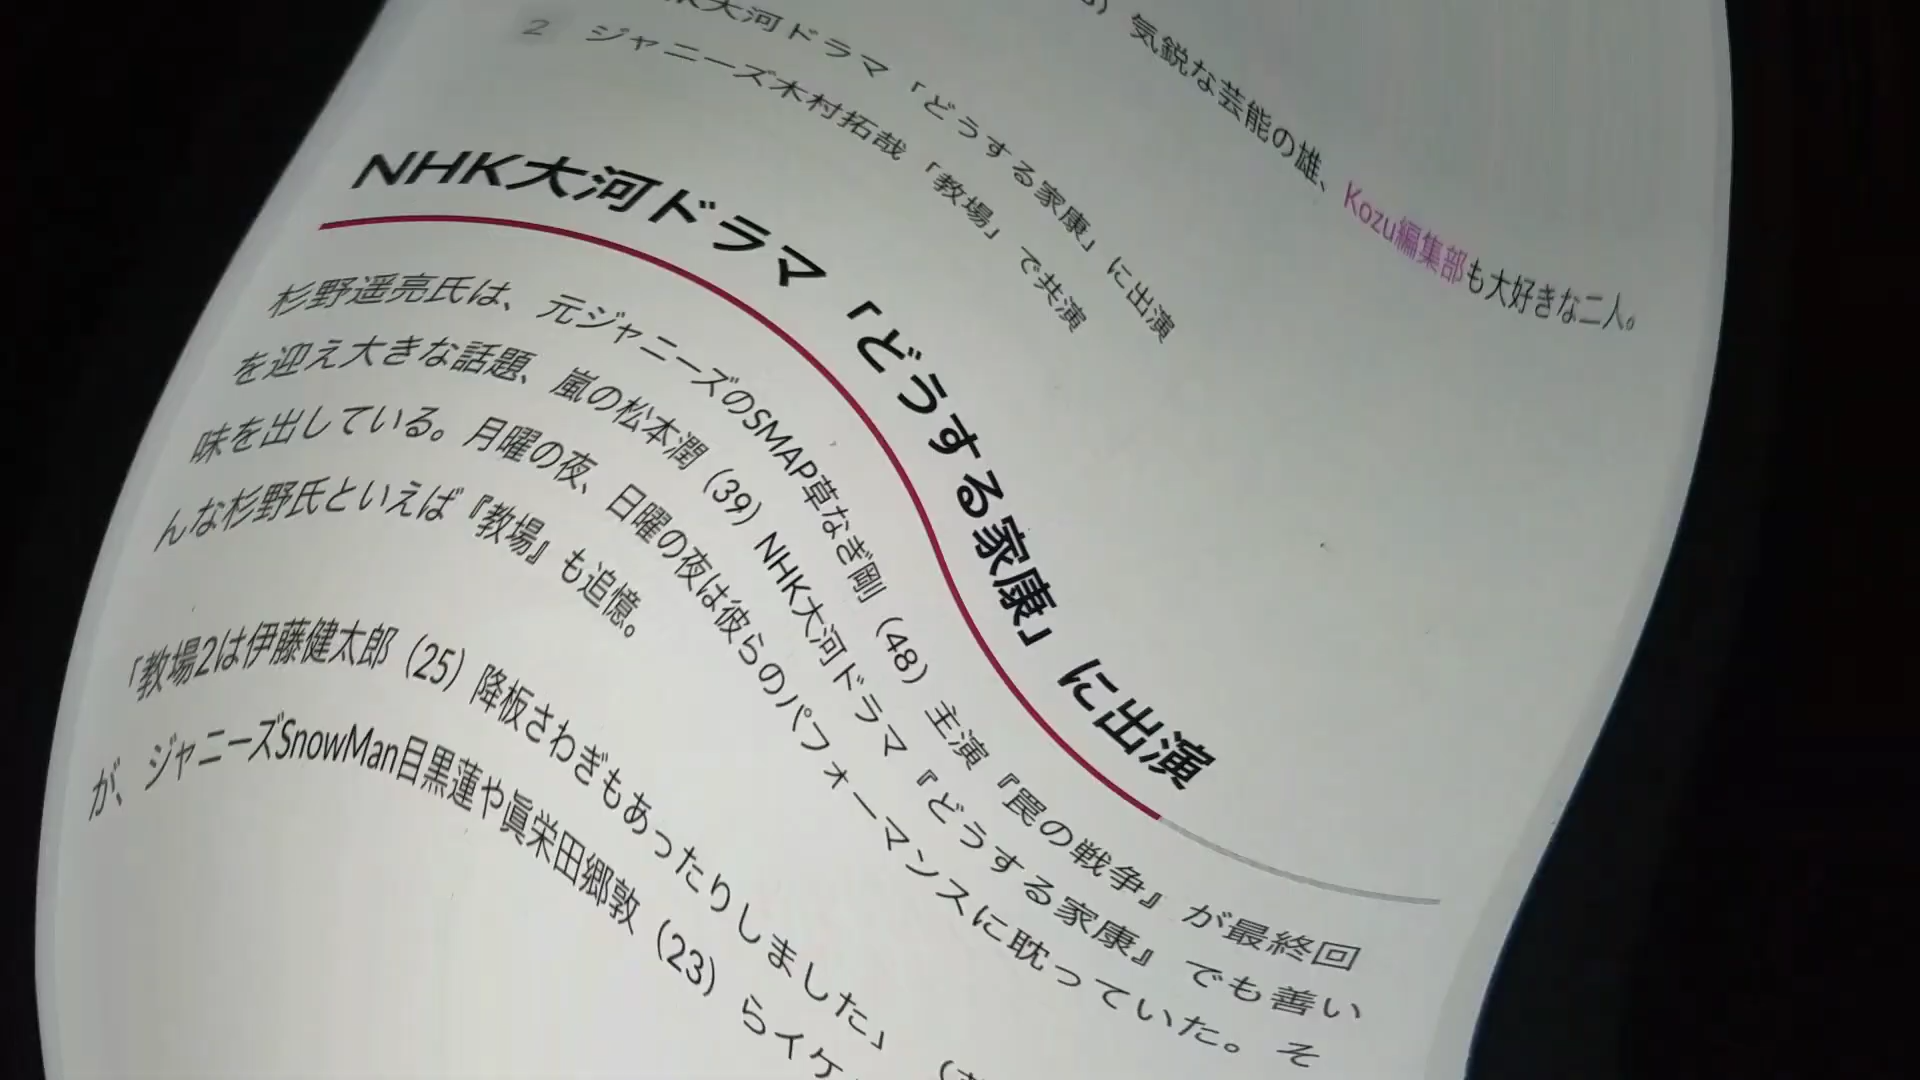 気鋭な芸能の雄、Kozu編集部も大好きな二人。
K大河ドラマ「どうする家康」に出演
2 ジャニーズ木村拓哉「教場」で共演
NHK大河ドラマ「どうする家康」に出演
杉野遥亮氏は、元ジャニーズのSMAP草なぎ剛（48）主演『罠の戦争』が最終回
を迎え大きな話題、嵐の松本潤（39）NHK大河ドラマ『どうする家康』でも善い
味を出している。月曜の夜、日曜の夜は彼らのパフォーマンスに耽っていた。そ
んな杉野氏といえば『教場』も追憶。
「教場2は伊藤健太郎（25）降板さわぎもあったりしました」
が、ジャニーズSnowMan目黒蓮や眞栄田郷敦（23）らイケ